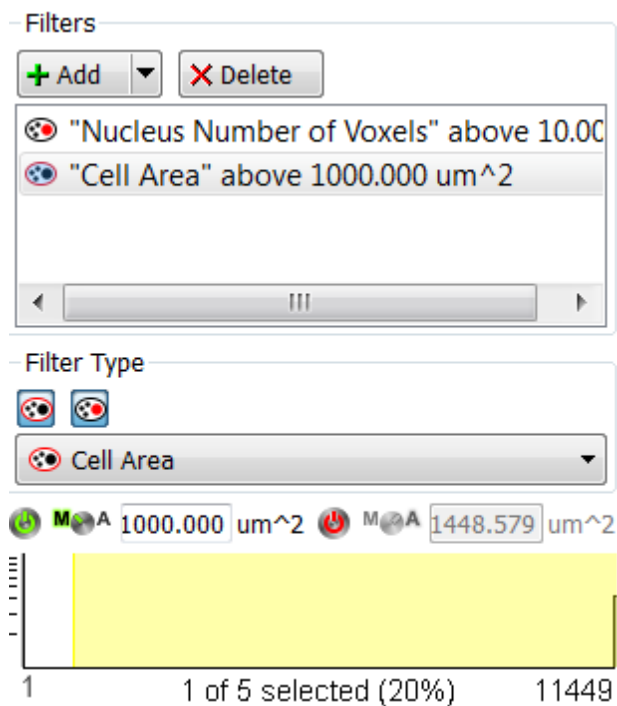 Filters
Add Delete
"Nucleus Number of Voxels" above 10.00
"Cell Area" above 1000.000 um^2
Filter Type
Cell Area
M A 1000.000 um^2 M A 1448.579 um^2
1 1 of 5 selected (20%) 11449